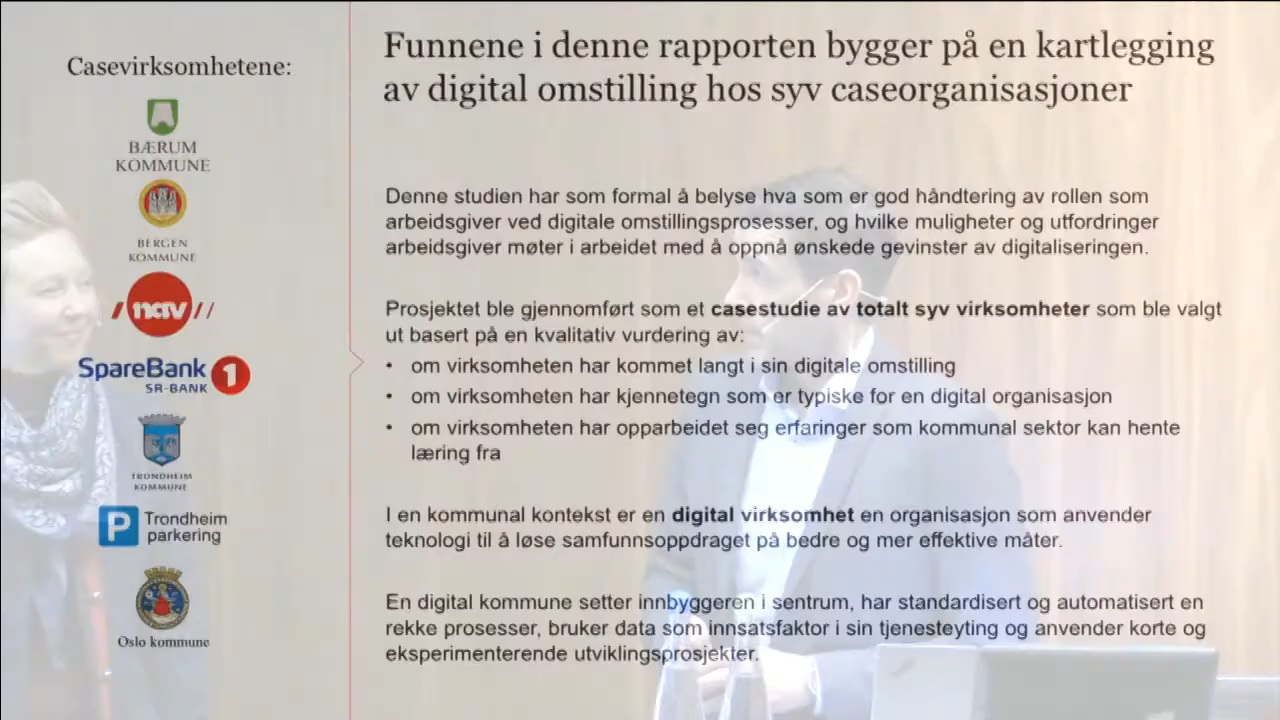 Casevirksomhetene:
BÆRUM
KOMMUNE
BERGEN
KOMMUNE
/ NAV //
SpareBank 1
SR-BANK
TRONDHEIM
KOMMUNE
P Trondheim
parkering
Oslo kommune
Funnene i denne rapporten bygger på en kartlegging
av digital omstilling hos syv caseorganisasjoner
Denne studien har som formal å belyse hva som er god håndtering av rollen som
arbeidsgiver ved digitale omstillingsprosesser, og hvilke muligheter og utfordringer
arbeidsgiver møter i arbeidet med å oppnå ønskede gevinster av digitaliseringen.
Prosjektet ble gjennomført som et casestudie av totalt syv virksomheter som ble valgt
ut basert på en kvalitativ vurdering av:
• om virksomheten har kommet langt i sin digitale omstilling
• om virksomheten har kjennetegn som er typiske for en digital organisasjon
• om virksomheten har opparbeidet seg erfaringer som kommunal sektor kan hente
læring fra
I en kommunal kontekst er en digital virksomhet en organisasjon som anvender
teknologi til å løse samfunnsoppdraget på bedre og mer effektive måter.
En digital kommune setter innbyggeren i sentrum, har standardisert og automatisert en
rekke prosesser, bruker data som innsatsfaktor i sin tjenesteyting og anvender korte og
eksperimenterende utviklingsprosjekter.